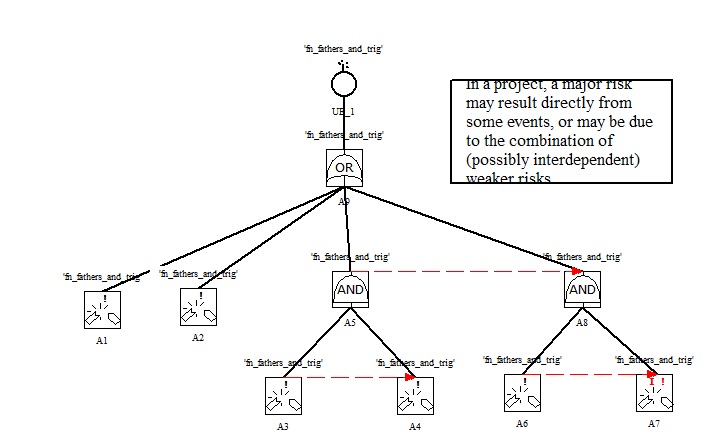 'fn_fathers_and_trig'
UE_1
'fn_fathers_and_trig'
OR
A9
In a project, a major risk
may result directly from
some events, or may be due
to the combination of
(possibly interdependent)
weaker risks
'fn_fathers_and_trig'
'fn_fathers_and_trig'
'fn_fathers_and_trig'
'fn_fathers_and_trig'
!
!
AND
AND
A1
A2
A5
A8
'fn_fathers_and_trig'
'fn_fathers_and_trig'
'fn_fathers_and_trig'
'fn_fathers_and_trig'
!
!
!
I !
A3
A4
A6
A7